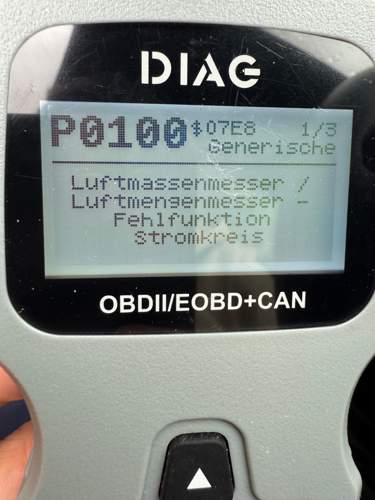 DIAG
P0100 $07E8 1/3
Generische
Luftmassenmesser /
Luftmengenmesser -
Fehlfunktion
Stromkreis
OBDII/EOBD+CAN